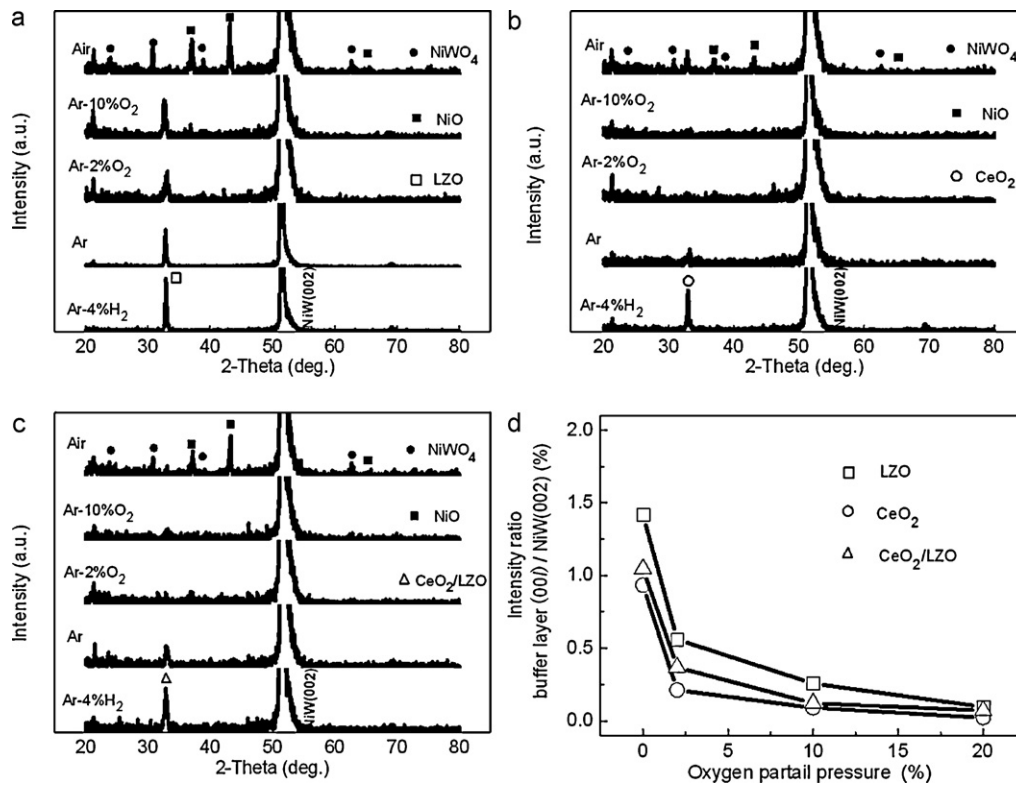 a
Intensity (a.u.)
Air
Ar-10%O2
Ar-2%O2
Ar
Ar-4%H2
NiWO4
NiO
LZO
NiW(002)
20 30 40 50 60 70 80
2-Theta (deg.)
b
Intensity (a.u.)
Air
Ar-10%O2
Ar-2%O2
Ar
Ar-4%H2
NiWO4
NiO
CeO2
NiW(002)
20 30 40 50 60 70 80
2-Theta (deg.)
c
Intensity (a.u.)
Air
Ar-10%O2
Ar-2%O2
Ar
Ar-4%H2
NiWO4
NiO
CeO2/LZO
NiW(002)
20 30 40 50 60 70 80
2-Theta (deg.)
d
Intensity ratio
buffer layer (00l) / NiW(002) (%)
2.0
1.5
1.0
0.5
0.0
LZO
CeO2
CeO2/LZO
0 5 10 15 20
Oxygen partail pressure (%)